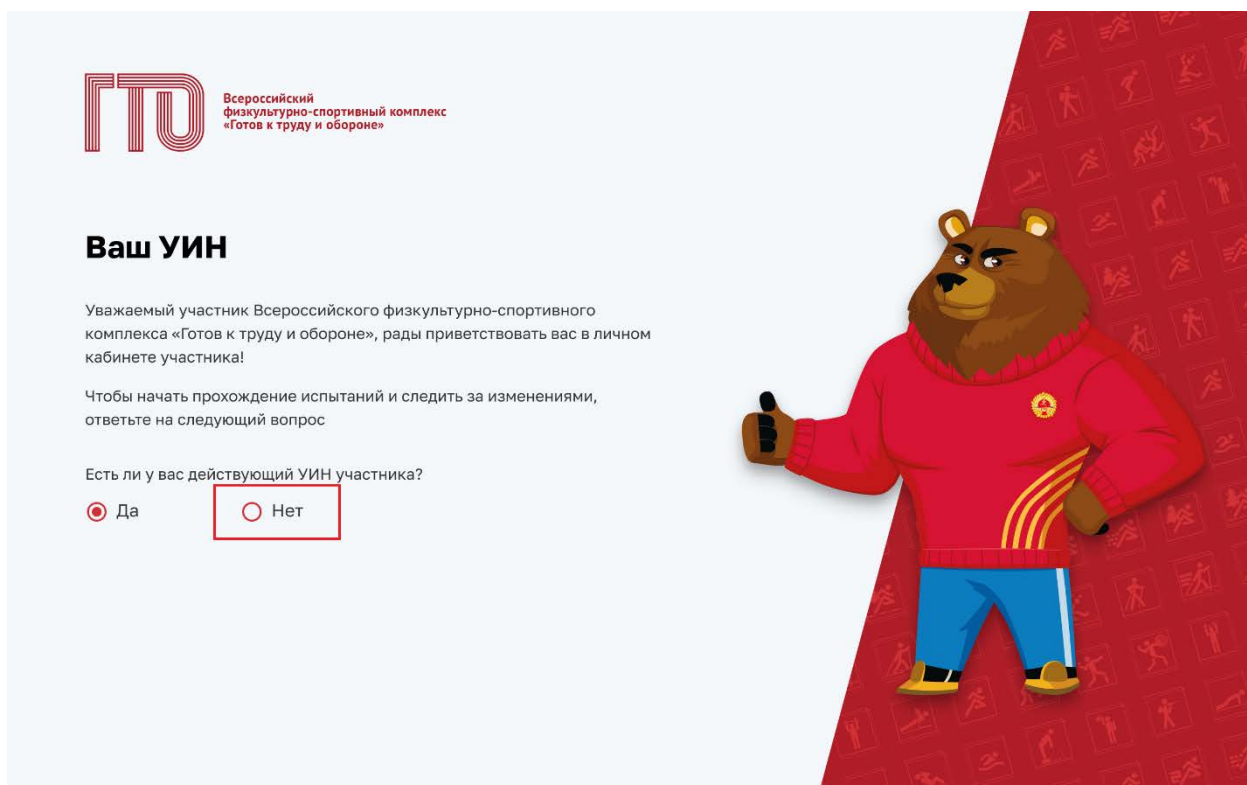 ГТО
Всероссийский
физкультурно-спортивный комплекс
«Готов к труду и обороне»
Ваш УИН
Уважаемый участник Всероссийского физкультурно-спортивного
комплекса «Готов к труду и обороне», рады приветствовать вас в личном
кабинете участника!
Чтобы начать прохождение испытаний и следить за изменениями,
ответьте на следующий вопрос
Есть ли у вас действующий УИН участника?
Да Нет